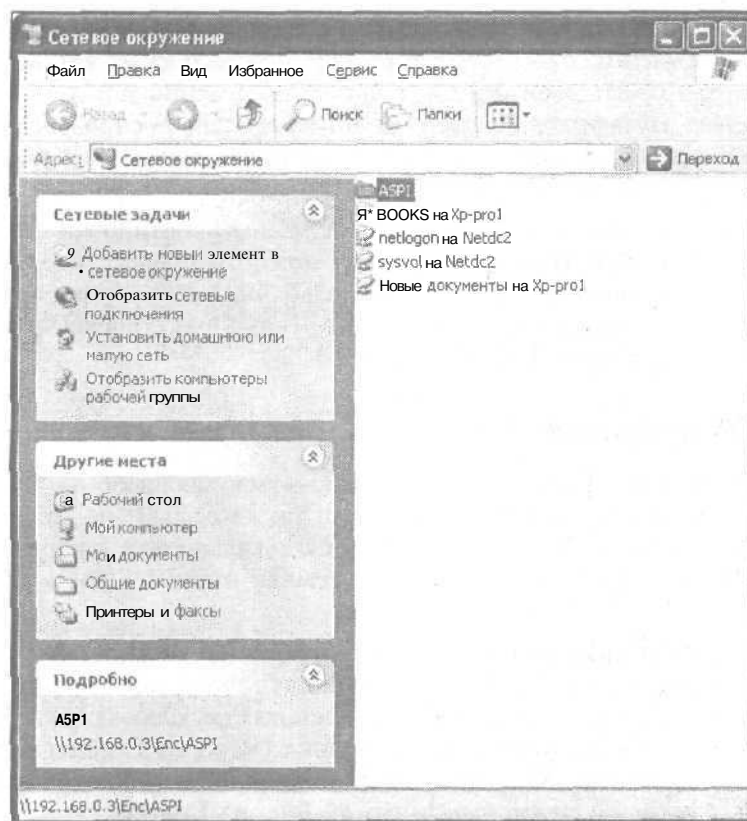 Сетевое окружение
Файл Правка Вид Избранное Сервис Справка
Назад Поиск Папки
Адрес: Сетевое окружение Переход
Сетевые задачи
9 Добавить новый элемент в
• сетевое окружение
Отобразить сетевые
подключения
Установить домашнюю или
малую сеть
Отобразить компьютеры
рабочей группы
Другие места
а Рабочий стол
Мой компьютер
Мои документы
Общие документы
Принтеры и факсы
Подробно
A5P1
\\192.168.0.3\Enc\ASPI
ASPI
Я* BOOKS на Xp-pro1
netlogon на Netdc2
sysvol на Netdc2
Новые документы на Xp-pro1
\\192.168.0.3\Enc\ASPI